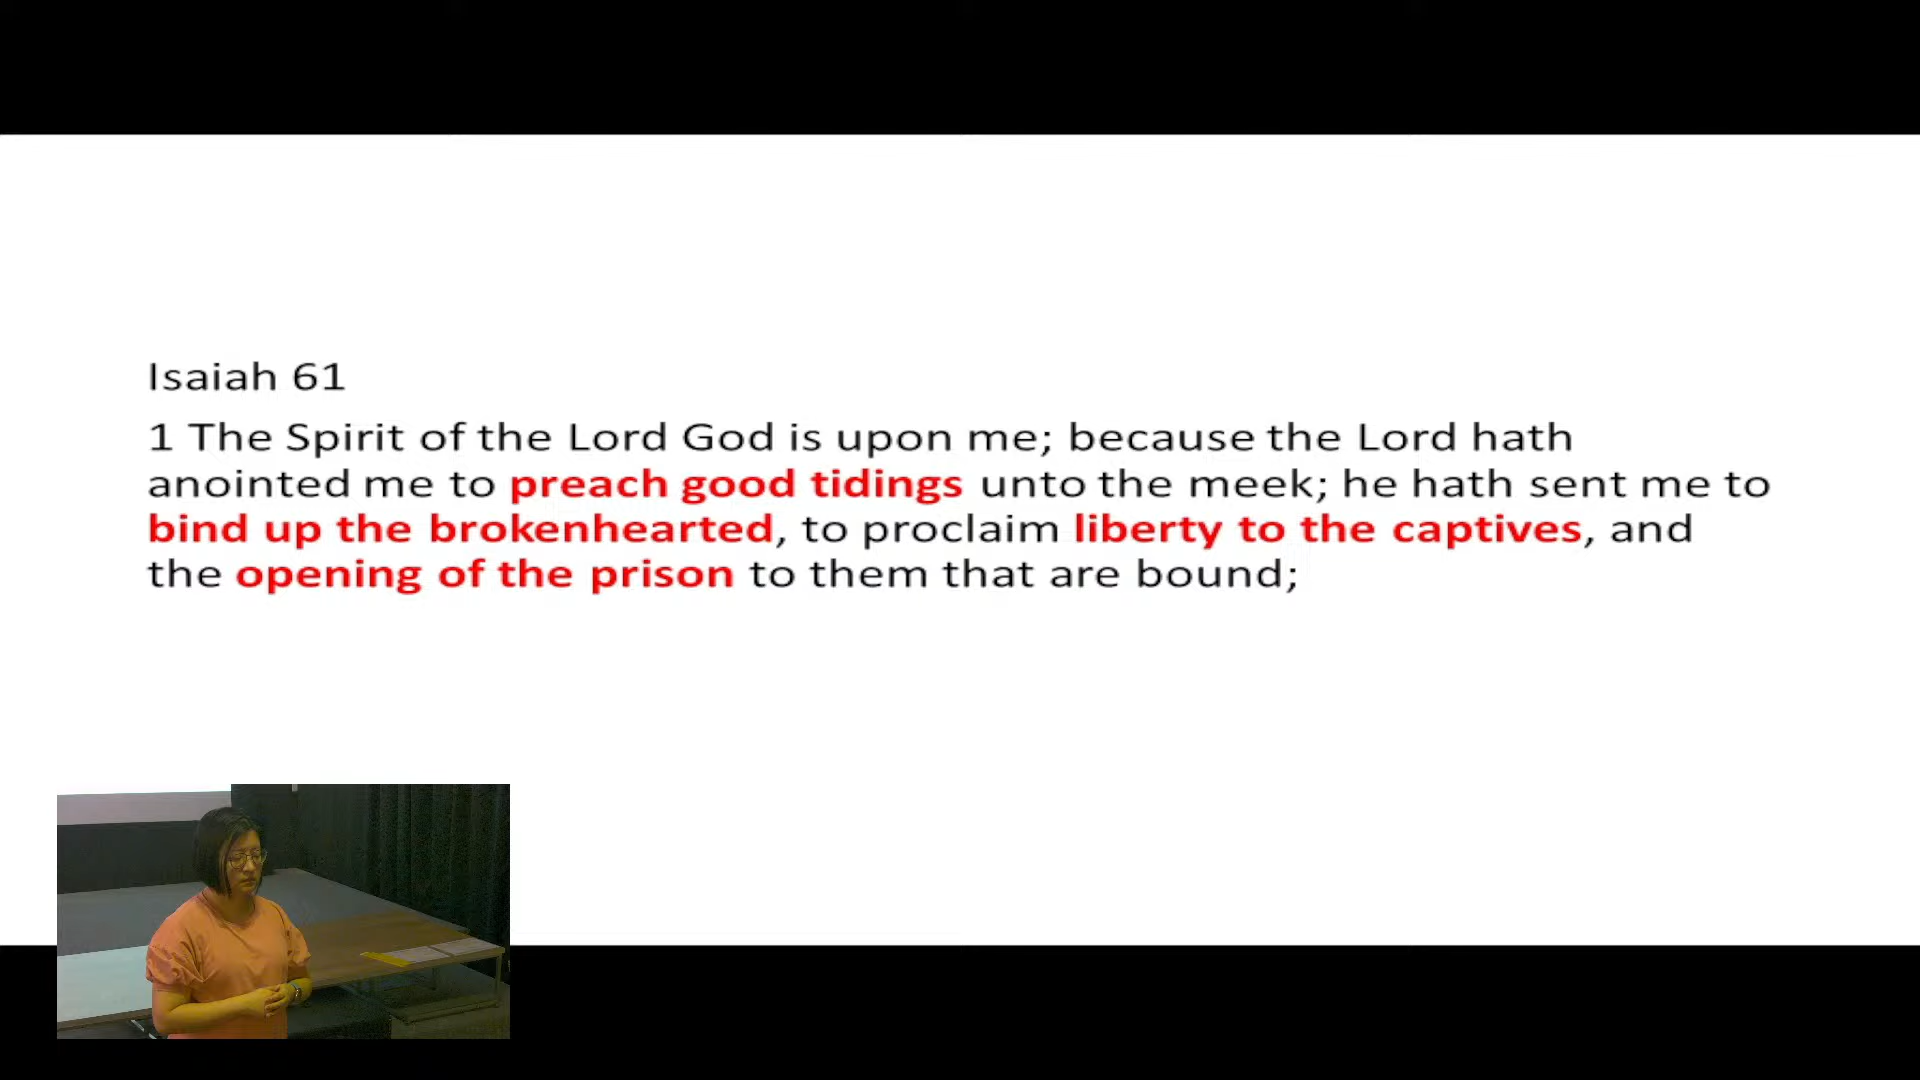 Isaiah 61
1 The Spirit of the Lord God is upon me; because the Lord hath
anointed me to preach good tidings unto the meek; he hath sent me to
bind up the brokenhearted, to proclaim liberty to the captives, and
the opening of the prison to them that are bound;